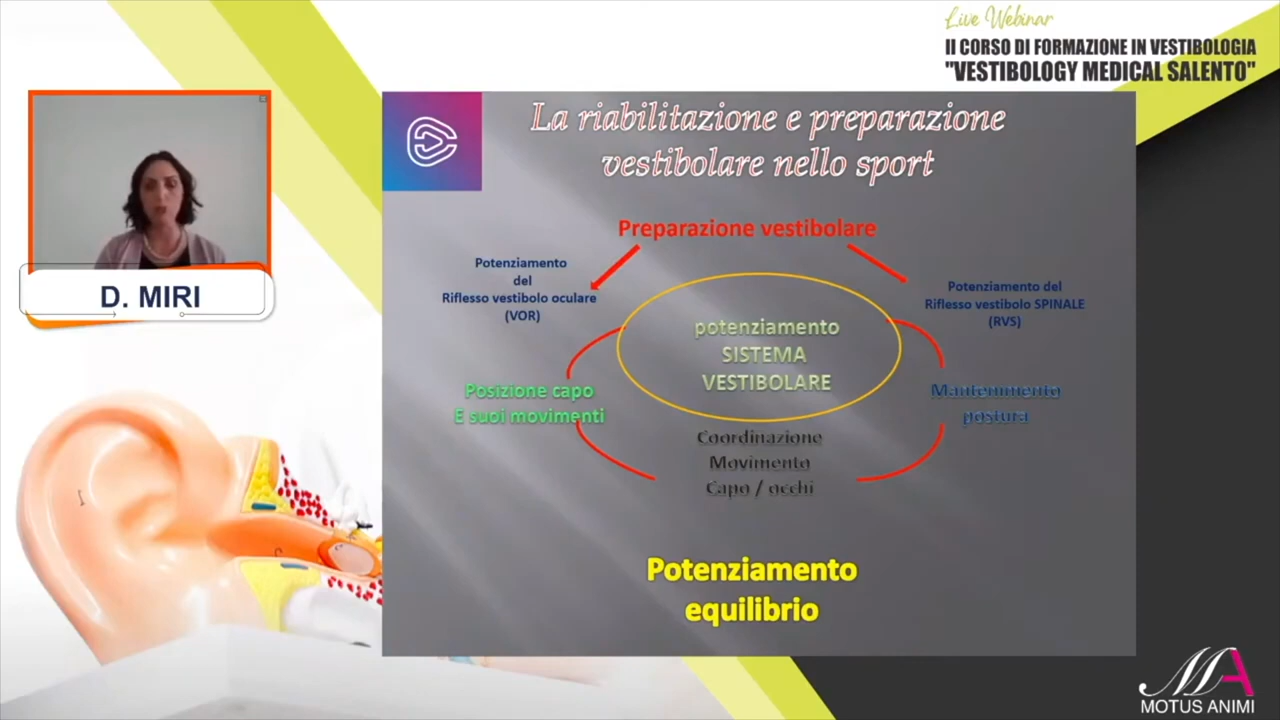 Live Webinar
II CORSO DI FORMAZIONE IN VESTIBOLOGIA
"VESTIBOLOGY MEDICAL SALENTO"
D. MIRI
La riabilitazione e preparazione
vestibolare nello sport
Preparazione vestibolare
Potenziamento
del
Riflesso vestibolo oculare
(VOR)
Potenziamento del
Riflesso vestibolo SPINALE
(RVS)
potenziamento
SISTEMA
VESTIBOLARE
Posizione capo
E suoi movimenti
Mantenimento
postura
Coordinazione
Movimento
Capo / occhi
Potenziamento
equilibrio
MA
MOTUS ANIMI